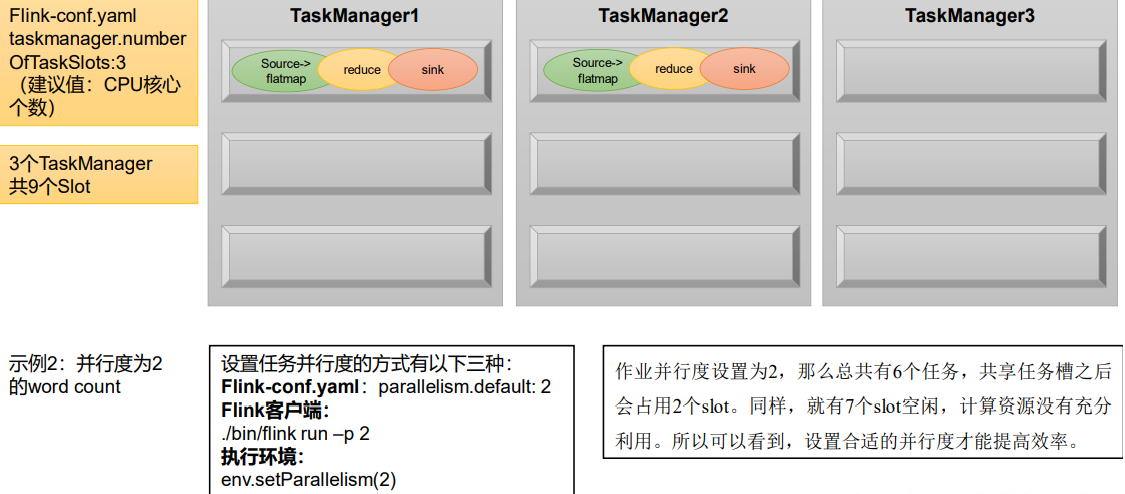 Flink-conf.yaml
taskmanager.number
OfTaskSlots:3
（建议值：CPU核心
个数）
3个TaskManager
共9个Slot
TaskManager1
Source->
flatmap
reduce
sink
TaskManager2
Source->
flatmap
reduce
sink
TaskManager3
示例2：并行度为2
的word count
设置任务并行度的方式有以下三种：
Flink-conf.yaml：parallelism.default: 2
Flink客户端：
./bin/flink run –p 2
执行环境：
env.setParallelism(2)
作业并行度设置为2，那么总共有6个任务，共享任务槽之后
会占用2个slot。同样，就有7个slot空闲，计算资源没有充分
利用。所以可以看到，设置合适的并行度才能提高效率。